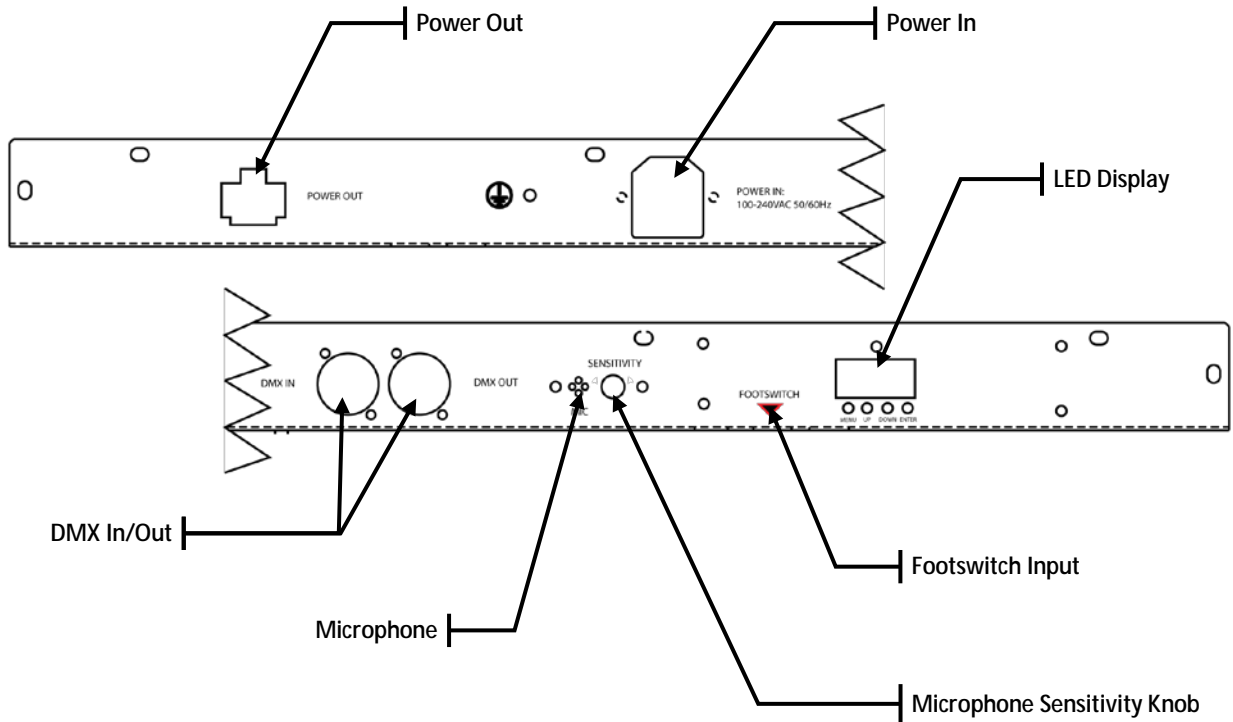 Power Out
Power In
LED Display
POWER OUT
POWER IN:
100-240VAC 50/60Hz
SENSITIVITY
DMX IN
DMX OUT
MIC
FOOTSWITCH
MENU UP DOWN ENTER
DMX In/Out
Footswitch Input
Microphone
Microphone Sensitivity Knob